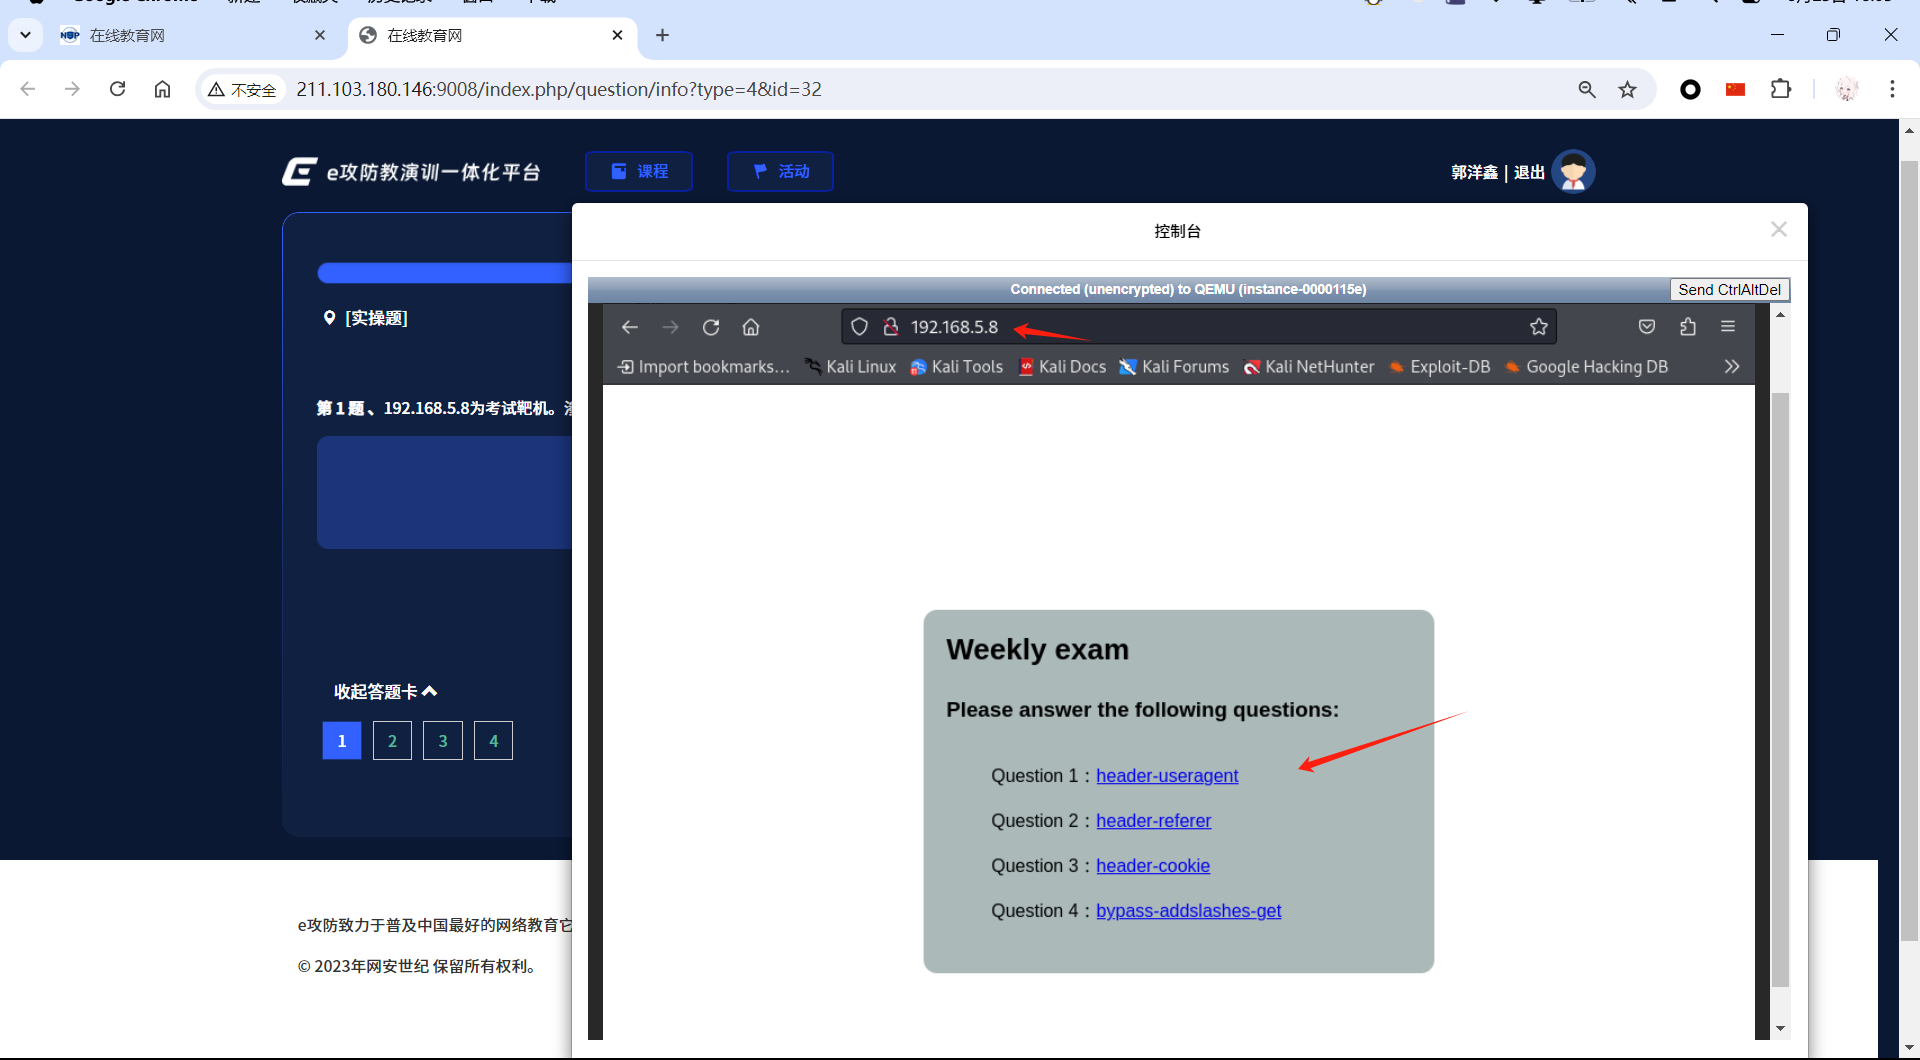 在线教育网
在线教育网
不安全
211.103.180.146:9008/index.php/question/info?type=4&id=32
e攻防教演训一体化平台
课程
活动
郭洋鑫 | 退出
控制台
Connected (unencrypted) to QEMU (instance-0000115e)
Send CtrlAltDel
[实操题]
192.168.5.8
Import bookmarks...
Kali Linux
Kali Tools
Kali Docs
Kali Forums
Kali NetHunter
Exploit-DB
Google Hacking DB
第 1 题 、192.168.5.8为考试靶机。
Weekly exam
Please answer the following questions:
Question 1：header-useragent
Question 2：header-referer
Question 3：header-cookie
Question 4：bypass-addslashes-get
收起答题卡
1
2
3
4
e攻防致力于普及中国最好的网络教育它
© 2023年网安世纪 保留所有权利。